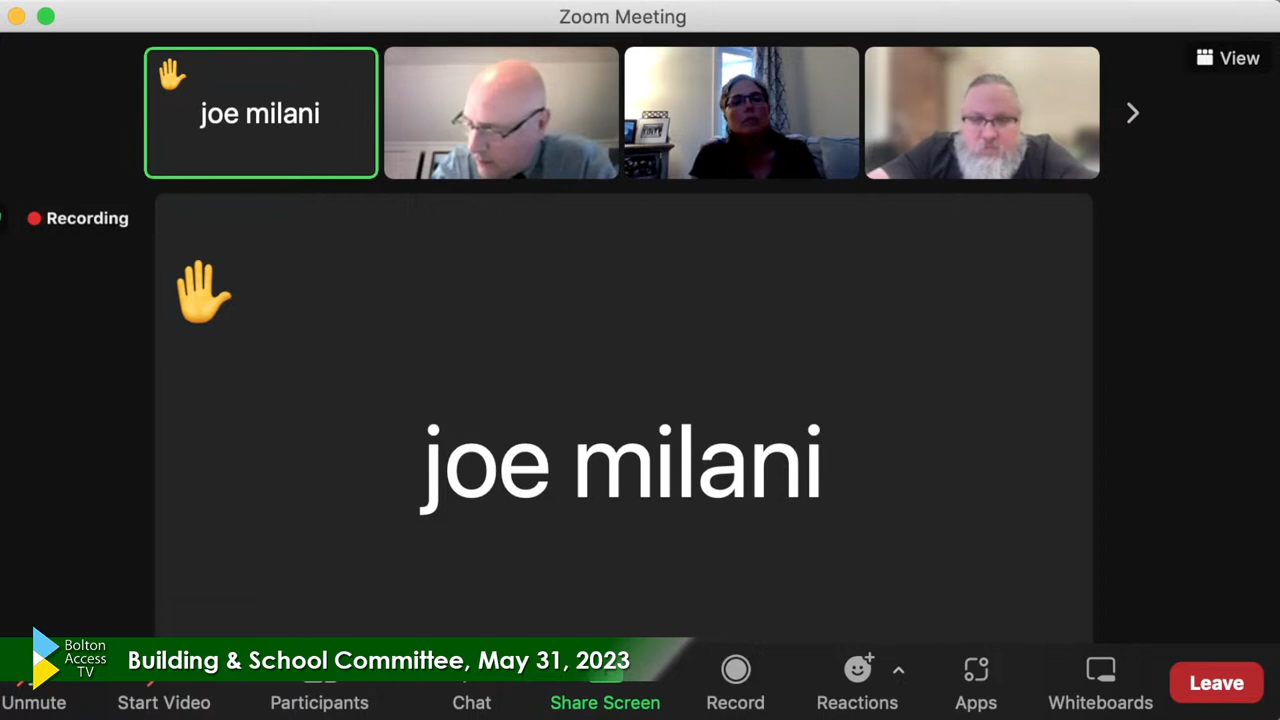 Zoom Meeting
joe milani
View
Recording
joe milani
Bolton
Access
TV
Building & School Committee, May 31, 2023
Unmute
Start Video
Participants
Chat
Share Screen
Record
Reactions
Apps
Whiteboards
Leave